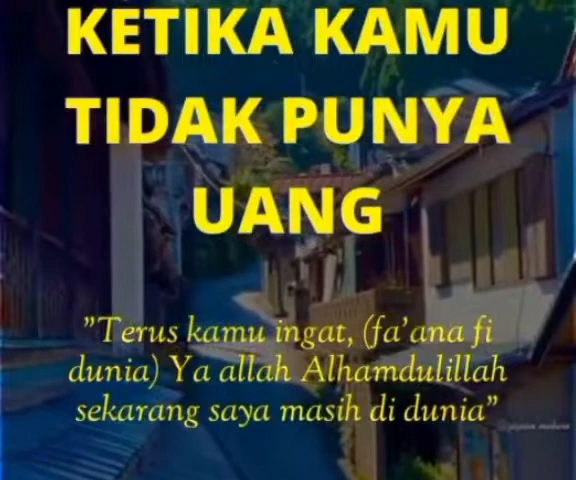 KETIKA KAMU
TIDAK PUNYA
UANG
"Terus kamu ingat, (fa'ana fi
dunia) Ya allah Alhamdulillah
sekarang saya masih di dunia"